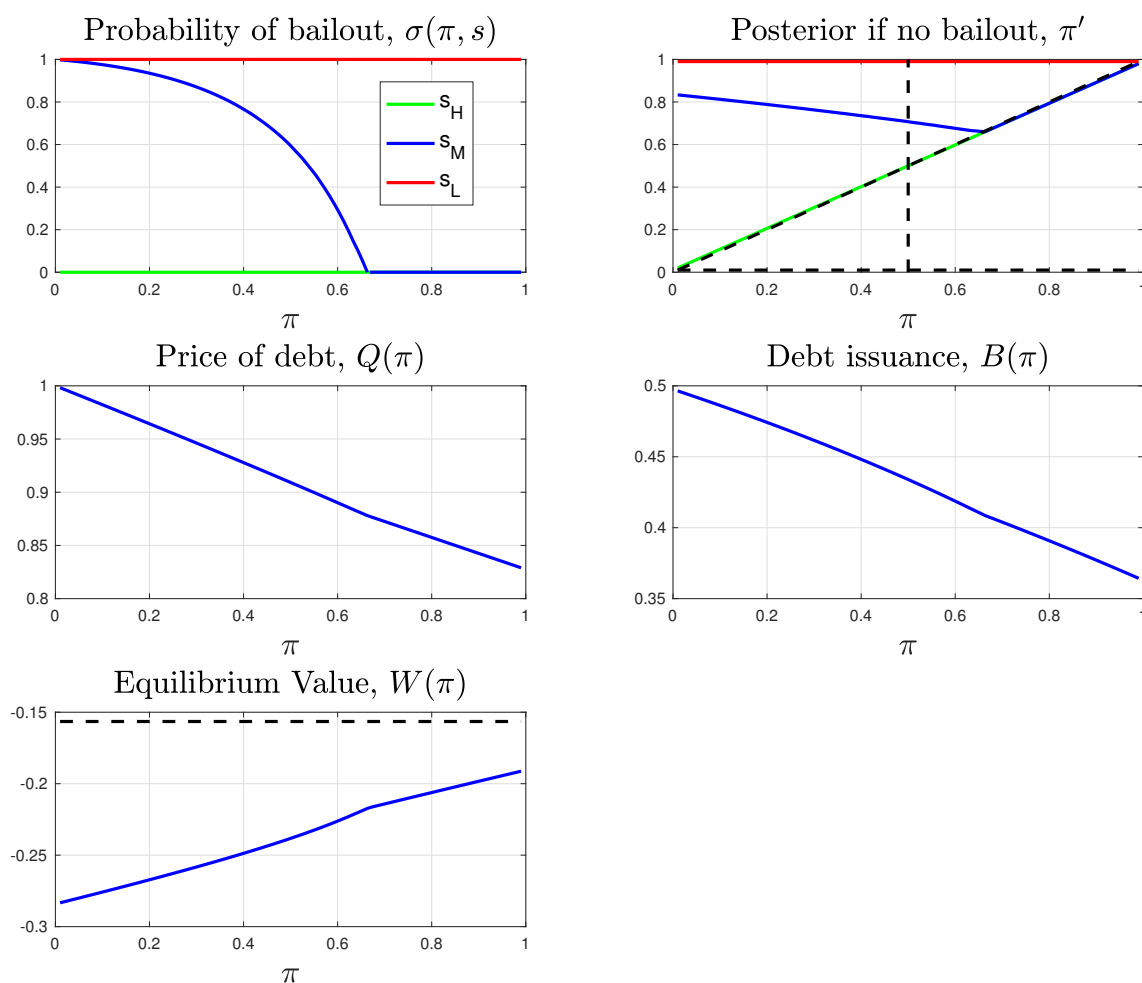 Probability of bailout, σ(π, s)
1
0.8
0.6
0.4
0.2
0
0 0.2 0.4 0.6 0.8 1
π
s_H
s_M
s_L
Posterior if no bailout, π′
1
0.8
0.6
0.4
0.2
0
0 0.2 0.4 0.6 0.8 1
π
Price of debt, Q(π)
1
0.95
0.9
0.85
0.8
0 0.2 0.4 0.6 0.8 1
π
Debt issuance, B(π)
0.5
0.45
0.4
0.35
0 0.2 0.4 0.6 0.8 1
π
Equilibrium Value, W(π)
-0.15
-0.2
-0.25
-0.3
0 0.2 0.4 0.6 0.8 1
π